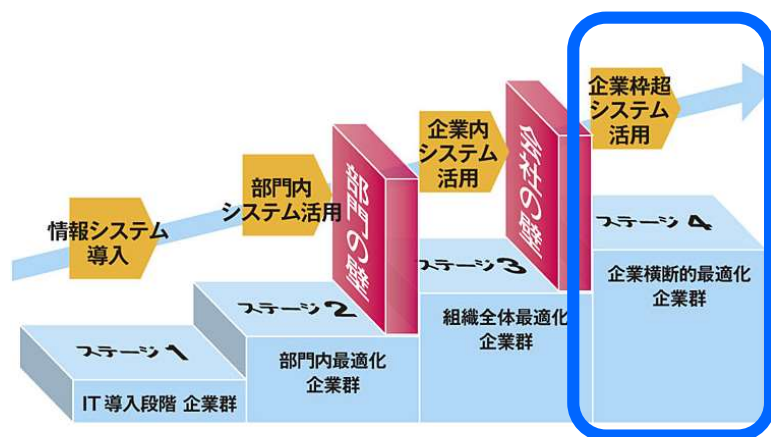 情報システム
導入
部門内
システム活用
部門の壁
企業内
システム
活用
会社の壁
企業枠超
システム
活用
ステージ1
IT導入段階 企業群
ステージ2
部門内最適化
企業群
ステージ3
組織全体最適化
企業群
ステージ4
企業横断的最適化
企業群